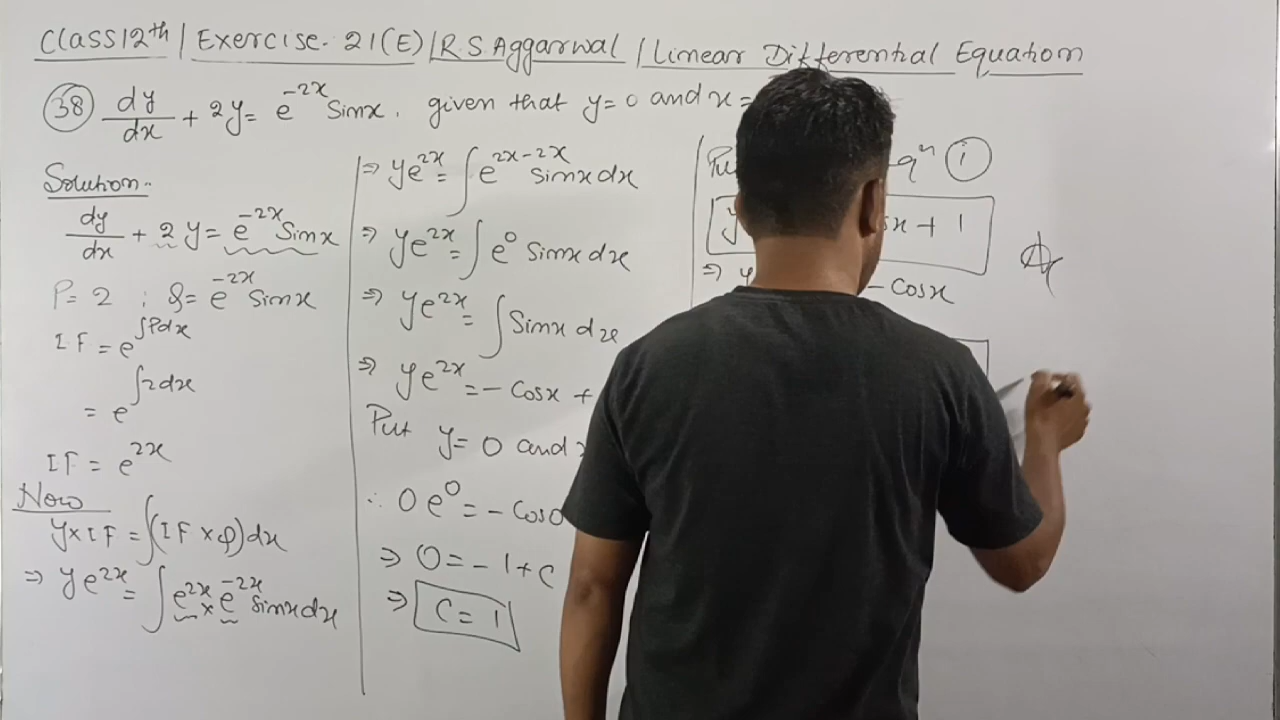 Class 12th / Exercise. 21(E) / R.S Aggarwal / Linear Differential Equation
(38) dy/dx + 2y = e^{-2x} Sinx. given that y=0 and x=
Solution..
dy/dx + 2y = e^{-2x} Sinx
P = 2 ; Q = e^{-2x} Sinx
IF = e^{∫Pdx}
= e^{∫2dx}
IF = e^{2x}
Now
y×IF = ∫(IF×Q)dx
⇒ ye^{2x} = ∫e^{2x} × e^{-2x} Sinx dx
⇒ ye^{2x} = ∫e^{2x-2x} Sinx dx
⇒ ye^{2x} = ∫e^0 Sinx dx
⇒ ye^{2x} = ∫Sinx dx
⇒ ye^{2x} = - Cosx +
Put y = 0 and
∴ 0e^0 = - Cos0
⇒ 0 = - 1 + C
⇒ C = 1
Put (i)
y + 1
⇒ y - Cosx